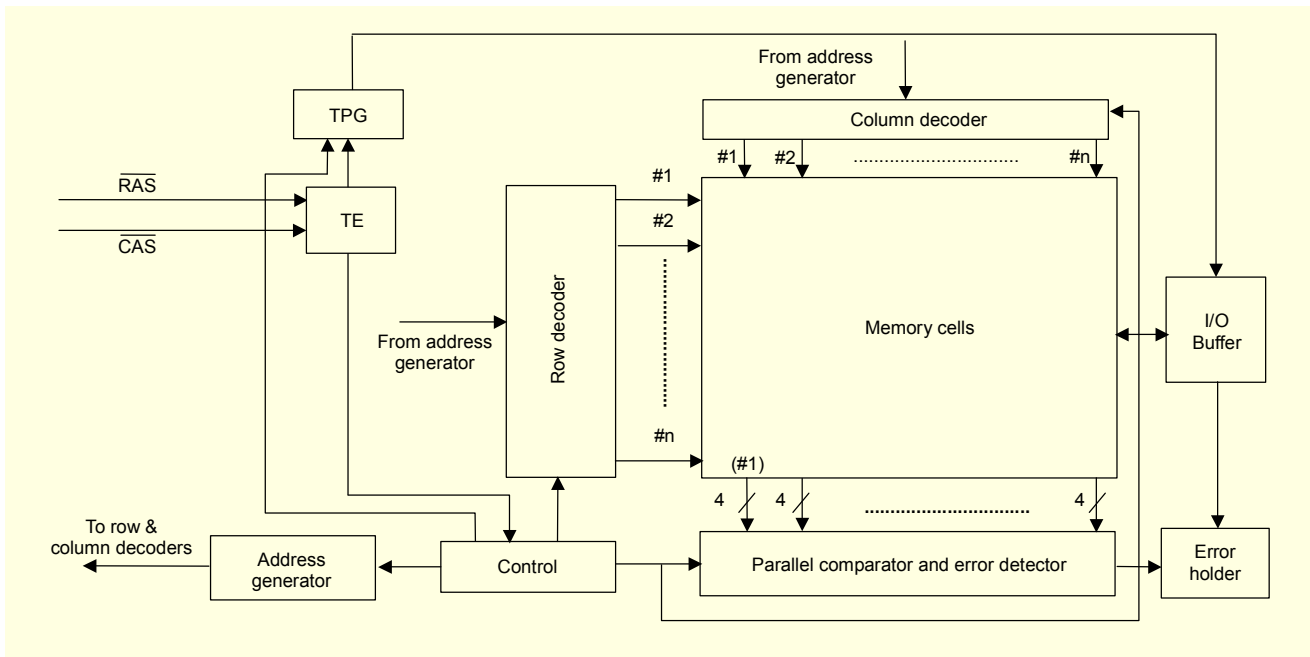 From address
generator
TPG
Column decoder
#1
#2
#n
RAS
CAS
TE
#1
#2
#n
Row decoder
From address
generator
Memory cells
I/O
Buffer
(#1)
4
4
4
To row &
column decoders
Address
generator
Control
Parallel comparator and error detector
Error
holder